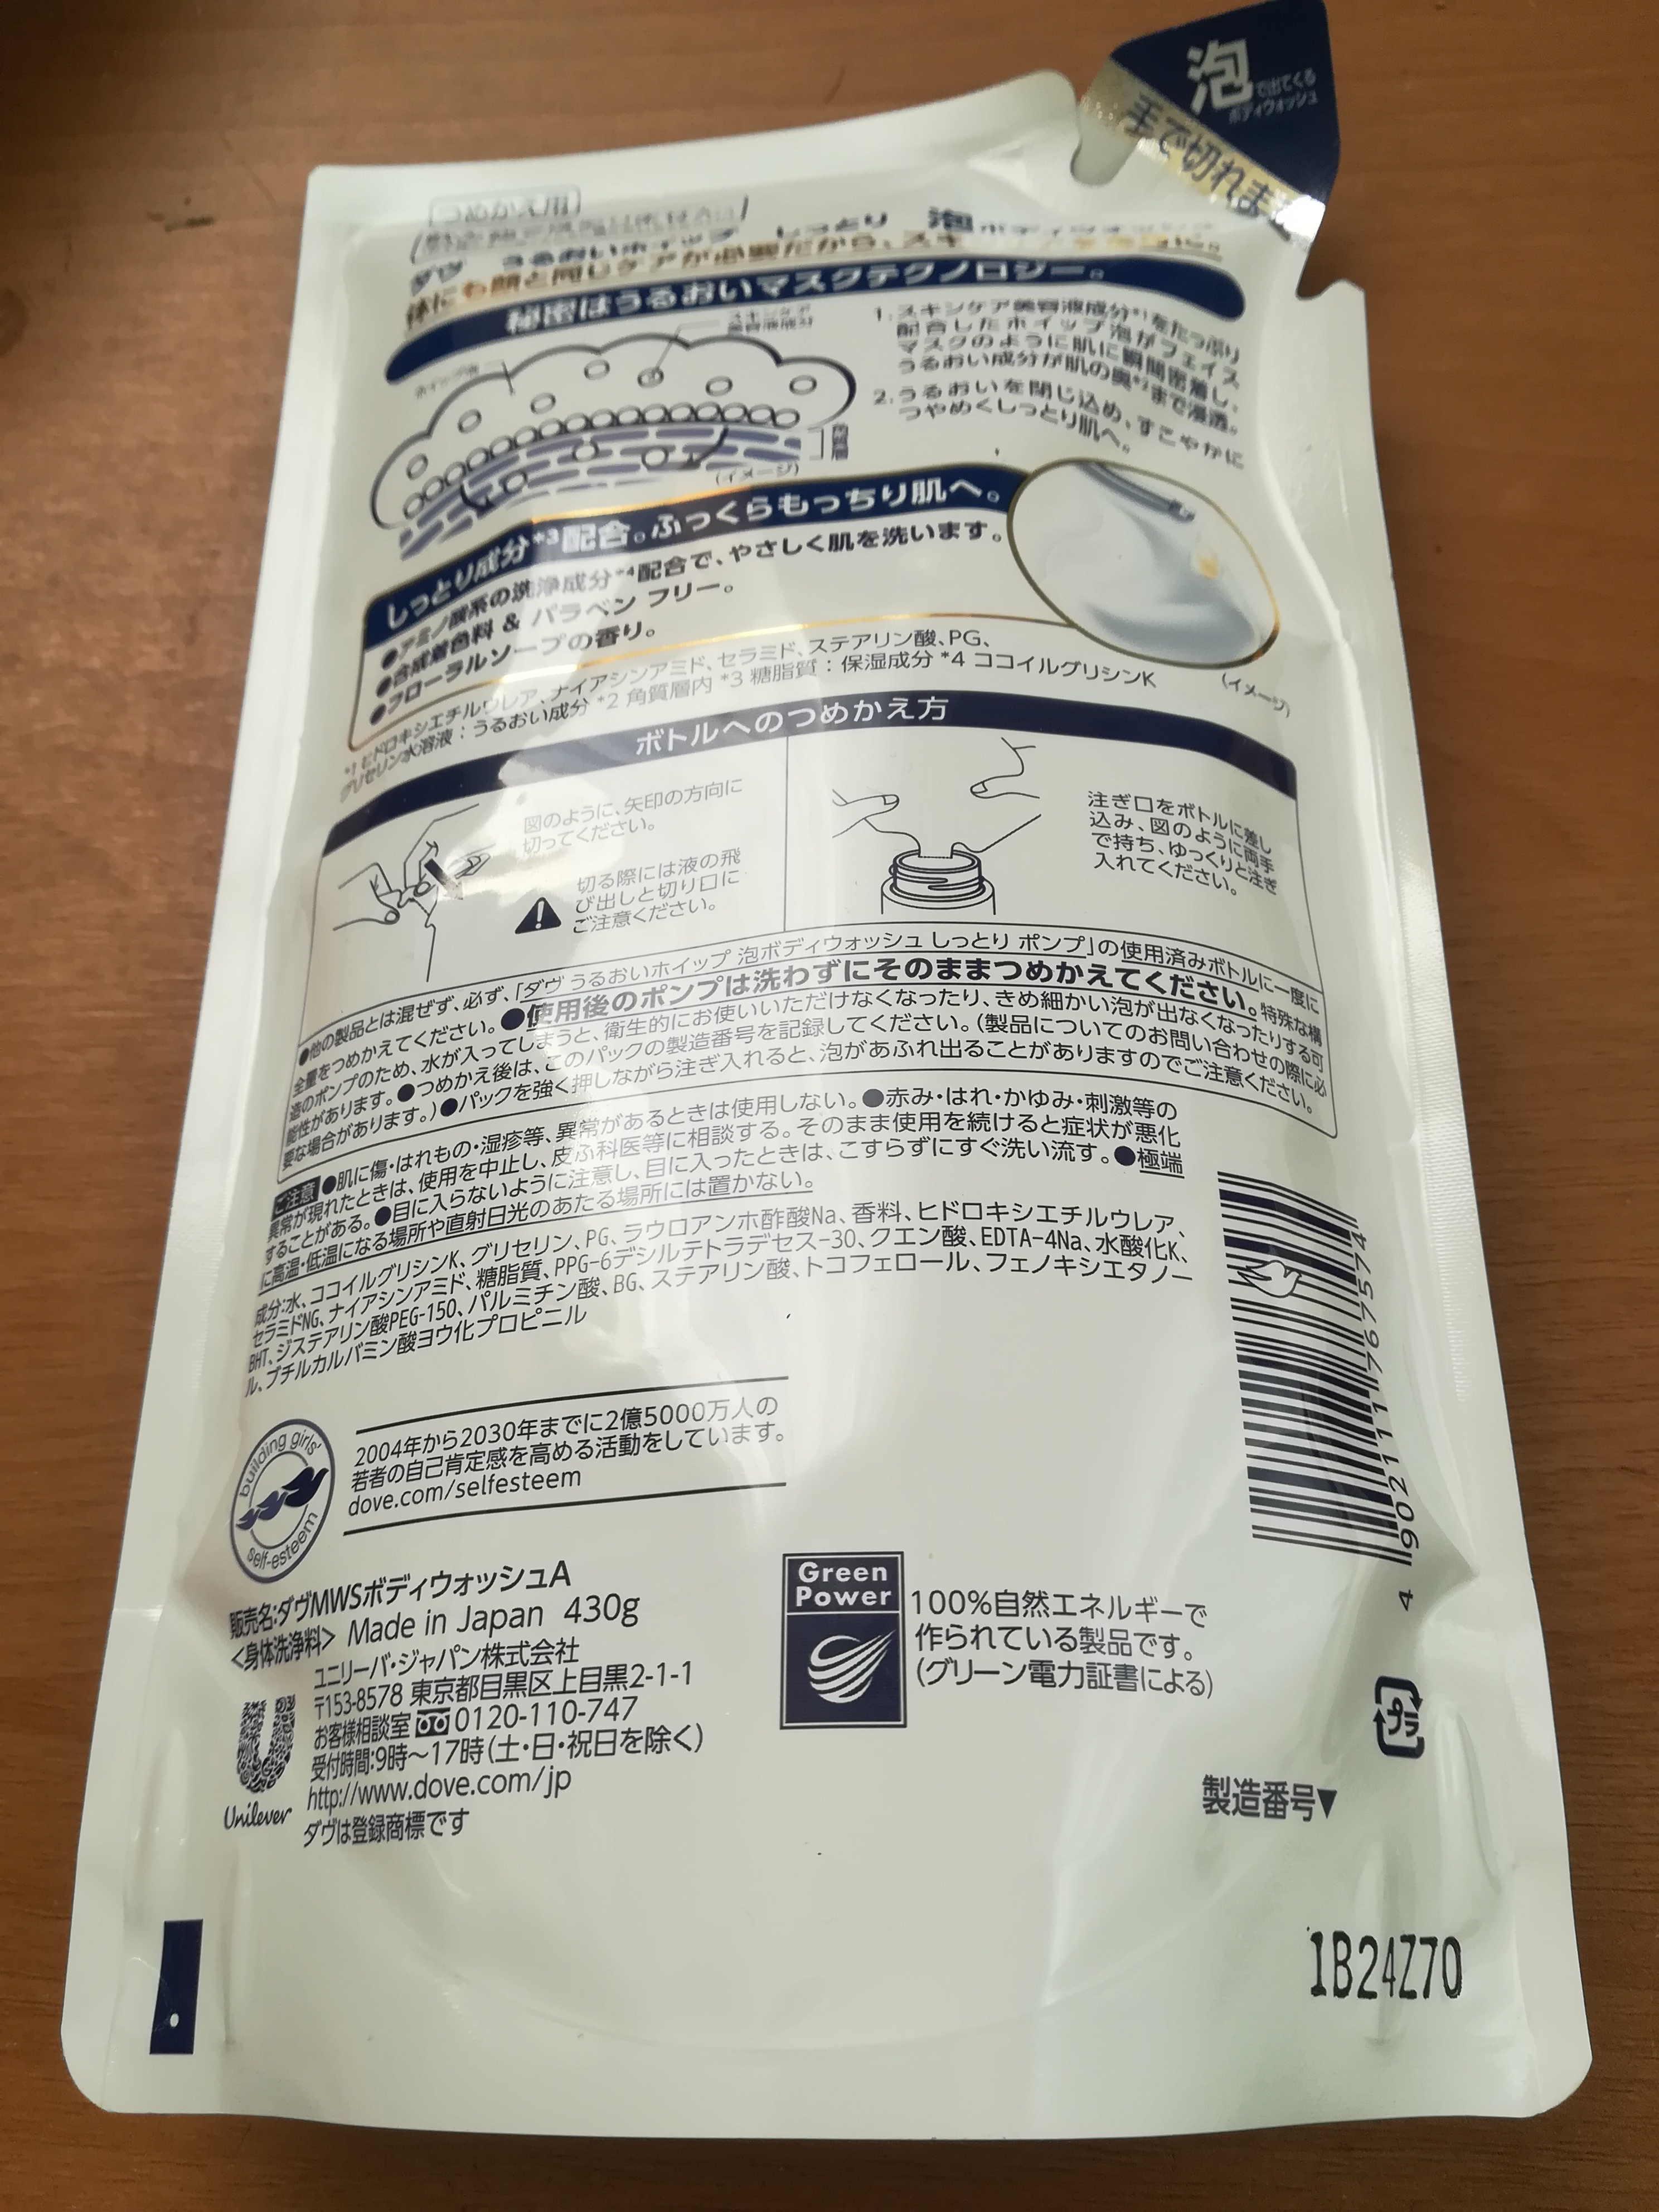 泡で出てくる
ボディウォッシュ
手で切れま
つめかえ用
ダヴ うるおいホイップ しっとり 泡
体にも顔と同じケアが必要だから、スキ
秘密はうるおいマスクテクノロジー。
スキンケア
美容液成分
ホイップ泡
(イメージ)
1.スキンケア美容液成分*1をたっぷり
配合したホイップ泡がフェイス
マスクのように肌に瞬間密着し、
うるおい成分が肌の奥*2まで浸透。
2.うるおいを閉じ込め、すこやかに
つやめくしっとり肌へ。
しっとり成分*3配合。ふっくらもっちり肌へ。
●アミノ酸系の洗浄成分*4配合で、やさしく肌を洗います。
●合成着色料 & パラベン フリー。
●フローラルソープの香り。
(イメージ)
*1 ヒドロキシエチルウレア、ナイアシンアミド、セラミド、ステアリン酸、PG、
グリセリン水溶液：うるおい成分 *2 角質層内 *3 糖脂質：保湿成分 *4 ココイルグリシンK
ボトルへのつめかえ方
図のように、矢印の方向に
切ってください。
切る際には液の飛
び出しと切り口に
ご注意ください。
注ぎ口をボトルに差し
込み、図のように両手
で持ち、ゆっくりと注ぎ
入れてください。
●他の製品とは混ぜず、必ず、「ダヴ うるおいホイップ 泡ボディウォッシュ しっとり ポンプ」の使用済みボトルに一度に
全量をつめかえてください。●使用後のポンプは洗わずにそのままつめかえてください。特殊な構
造のポンプのため、水が入ってしまうと、衛生的にお使いいただけなくなったり、きめ細かい泡が出なくなったりする可
能性があります。●つめかえ後は、このパックの製造番号を記録してください。(製品についてのお問い合わせの際に必
要な場合があります。)●パックを強く押しながら注ぎ入れると、泡があふれ出ることがありますのでご注意ください。
ご注意 ●肌に傷・はれもの・湿疹等、異常があるときは使用しない。●赤み・はれ・かゆみ・刺激等の
異常が現れたときは、使用を中止し、皮ふ科医等に相談する。そのまま使用を続けると症状が悪化
することがある。●目に入らないように注意し、目に入ったときは、こすらずにすぐ洗い流す。●極端
に高温・低温になる場所や直射日光のあたる場所には置かない。
成分:水、ココイルグリシンK、グリセリン、PG、ラウロアンホ酢酸Na、香料、ヒドロキシエチルウレア、
セラミドNG、ナイアシンアミド、糖脂質、PPG-6デシルテトラデセス-30、クエン酸、EDTA-4Na、水酸化K、
BHT、ジステアリン酸PEG-150、パルミチン酸、BG、ステアリン酸、トコフェロール、フェノキシエタノー
ル、ブチルカルバミン酸ヨウ化プロピニル
4 902111 767574
building girls'
self-esteem
2004年から2030年までに2億5000万人の
若者の自己肯定感を高める活動をしています。
dove.com/selfesteem
販売名:ダヴMWSボディウォッシュA
<身体洗浄料> Made in Japan 430g
ユニリーバ・ジャパン株式会社
〒153-8578 東京都目黒区上目黒2-1-1
お客様相談室 0120-110-747
受付時間:9時～17時(土・日・祝日を除く)
http://www.dove.com/jp
ダヴは登録商標です
Unilever
Green
Power
100%自然エネルギーで
作られている製品です。
(グリーン電力証書による)
プラ
製造番号▼
1B24Z70